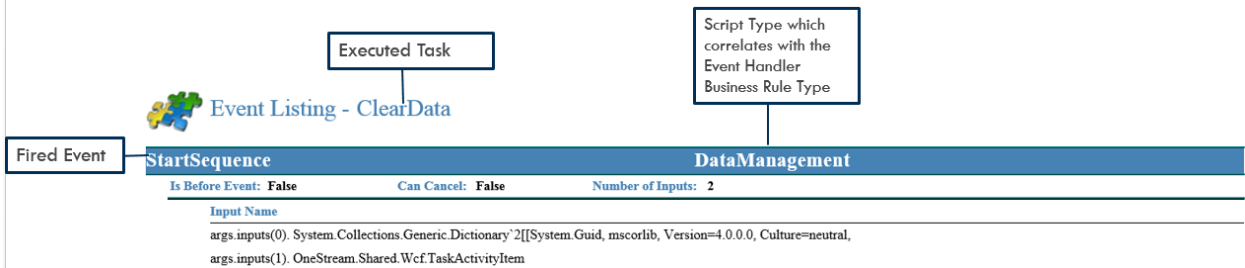 Script Type which
correlates with the
Event Handler
Business Rule Type
Executed Task
Event Listing - ClearData
Fired Event
StartSequence DataManagement
Is Before Event: False Can Cancel: False Number of Inputs: 2
Input Name
args.inputs(0). System.Collections.Generic.Dictionary`2[[System.Guid, mscorlib, Version=4.0.0.0, Culture=neutral,
args.inputs(1). OneStream.Shared.Wcf.TaskActivityItem